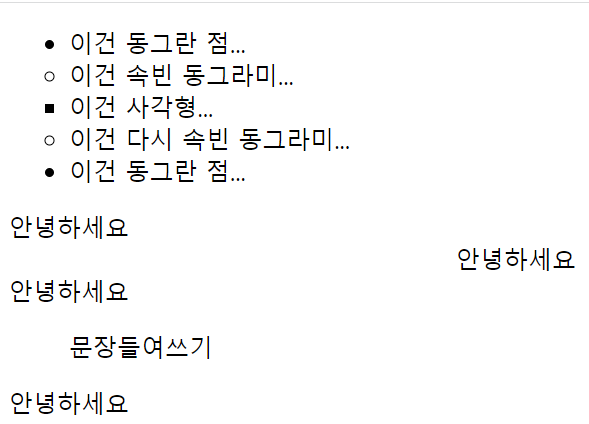 이건 동그란 점...
이건 속빈 동그라미...
이건 사각형...
이건 다시 속빈 동그라미...
이건 동그란 점...
안녕하세요
안녕하세요
안녕하세요
문장들여쓰기
안녕하세요